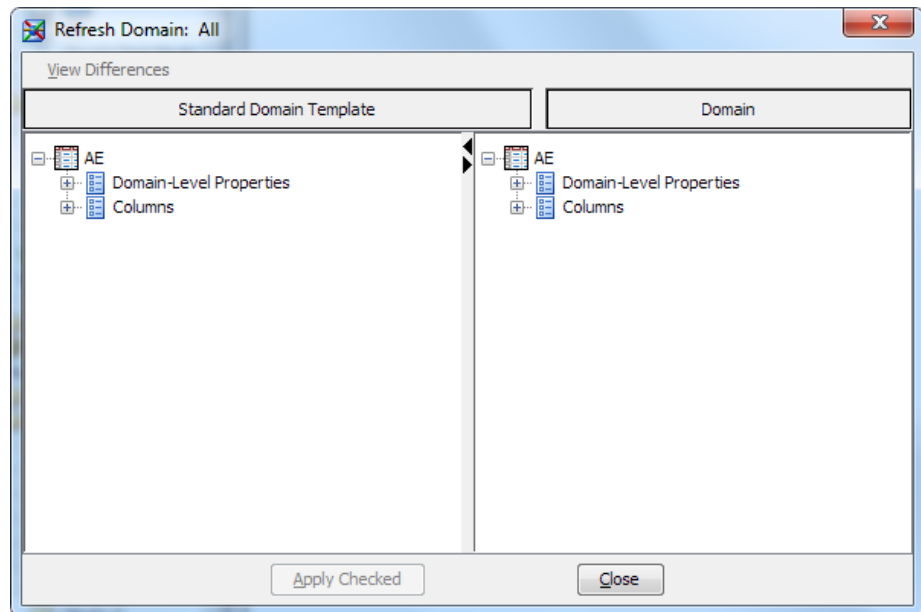 Refresh Domain: All
View Differences
Standard Domain Template Domain
AE AE
Domain-Level Properties Domain-Level Properties
Columns Columns
Apply Checked Close